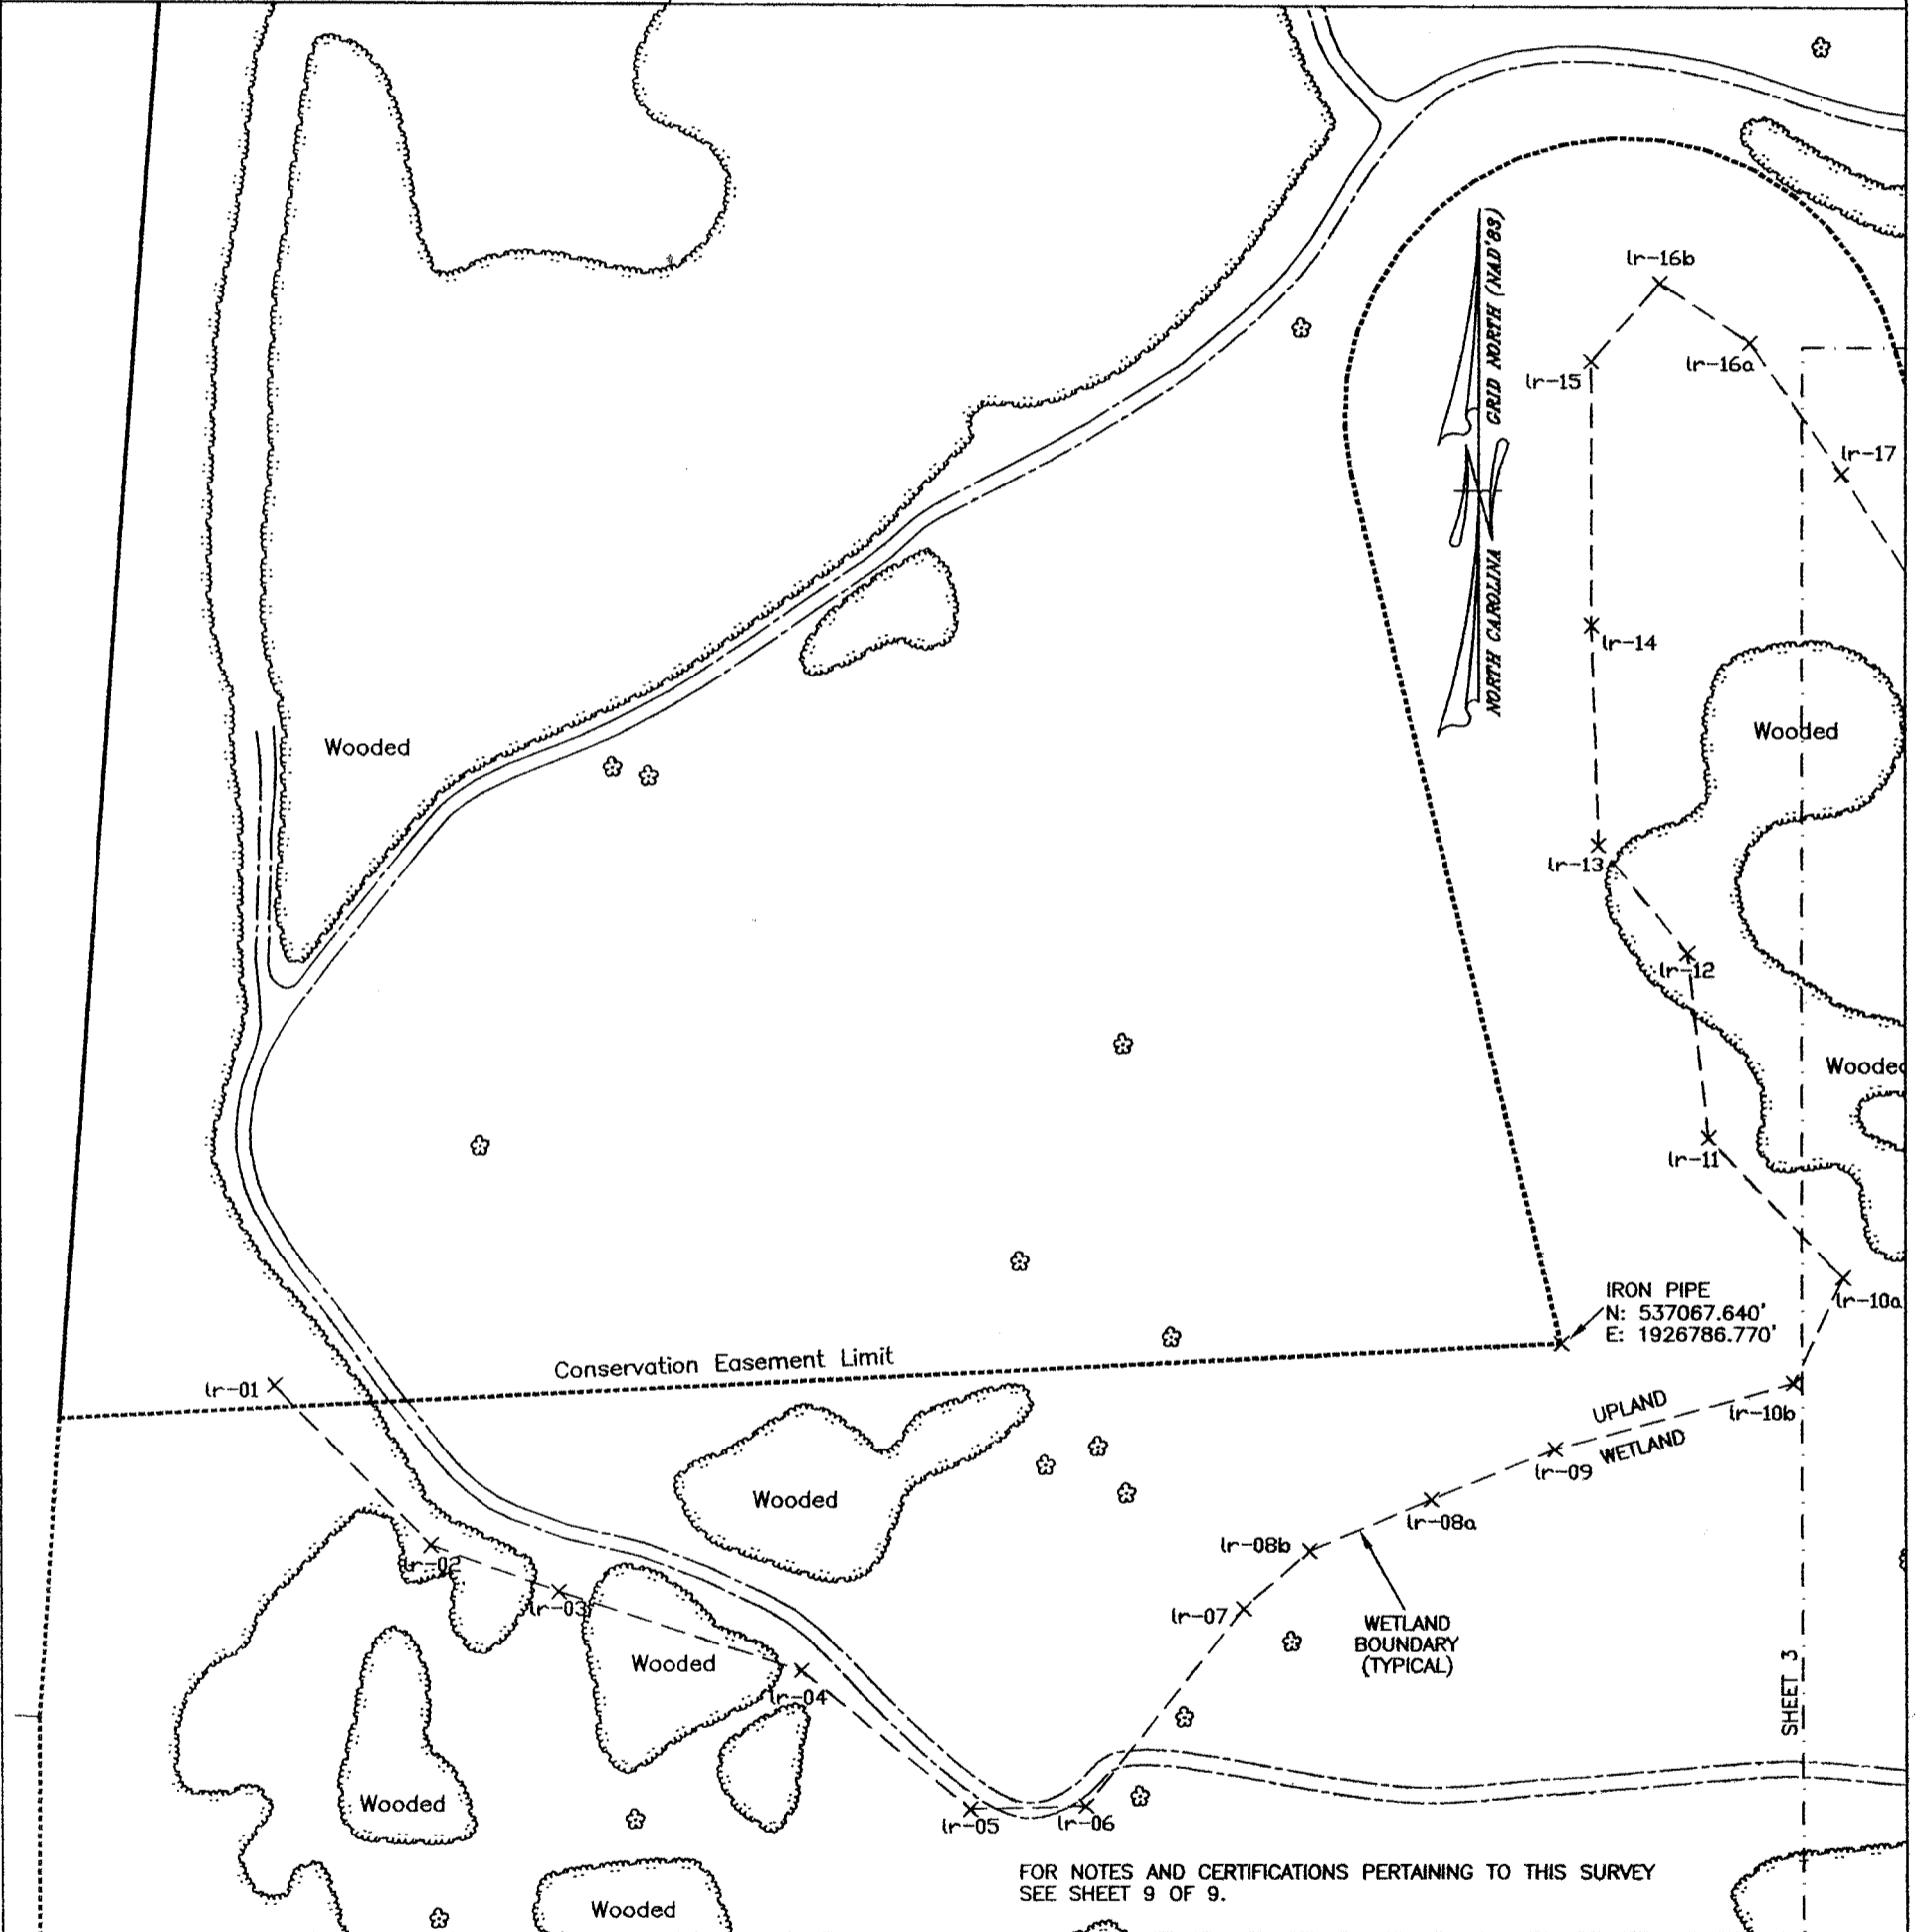 lr-16b
lr-16a
lr-15
GRID NORTH (NAD'83)
NORTH CAROLINA
lr-17
lr-14
Wooded
Wooded
lr-13
lr-12
Wooded
lr-11
IRON PIPE
N: 537067.640'
E: 1926786.770'
lr-10a
Conservation Easement Limit
lr-01
UPLAND
WETLAND
lr-10b
lr-09
lr-08a
lr-08b
Wooded
lr-02
lr-03
lr-07
WETLAND
BOUNDARY
(TYPICAL)
Wooded
lr-04
SHEET 3
Wooded
lr-05
lr-06
FOR NOTES AND CERTIFICATIONS PERTAINING TO THIS SURVEY
SEE SHEET 9 OF 9.
Wooded